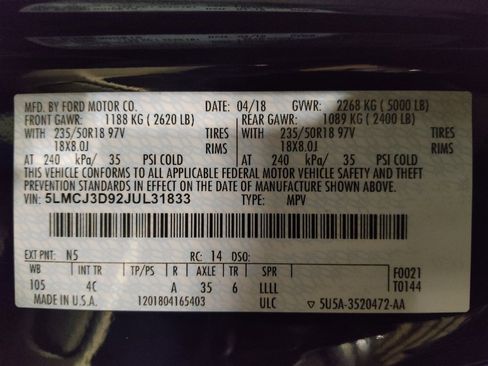 MFD. BY FORD MOTOR CO. DATE: 04/18 GVWR: 2268 KG ( 5000 LB)
FRONT GAWR: 1188 KG ( 2620 LB) REAR GAWR: 1089 KG ( 2400 LB)
WITH 235/50R18 97V TIRES WITH 235/50R18 97V TIRES
18X8.0J RIMS 18X8.0J RIMS
AT 240 kPa/ 35 PSI COLD AT 240 kPa/ 35 PSI COLD
THIS VEHICLE CONFORMS TO ALL APPLICABLE FEDERAL MOTOR VEHICLE SAFETY AND THEFT
PREVENTION STANDARDS IN EFFECT ON THE DATE OF MANUFACTURE SHOWN ABOVE.
VIN: 5LMCJ3D92JUL31833 TYPE: MPV
EXT PNT: N5 RC: 14 DSO:
WB INT TR TP/PS R AXLE TR SPR F0021
105 4C A 35 6 LLLL T0144
MADE IN U.S.A. 1201804165403 ULC ▽ 5U5A-3520472-AA